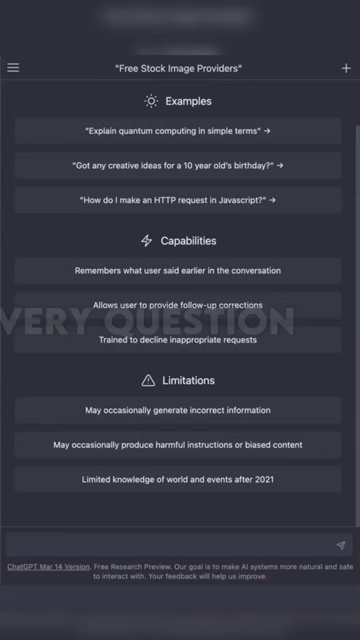 "Free Stock Image Providers"
Examples
"Explain quantum computing in simple terms" →
"Got any creative ideas for a 10 year old's birthday?" →
"How do I make an HTTP request in Javascript?" →
Capabilities
Remembers what user said earlier in the conversation
Allows user to provide follow-up corrections
VERY QUESTION
Trained to decline inappropriate requests
Limitations
May occasionally generate incorrect information
May occasionally produce harmful instructions or biased content
Limited knowledge of world and events after 2021
ChatGPT Mar 14 Version. Free Research Preview. Our goal is to make AI systems more natural and safe
to interact with. Your feedback will help us improve.